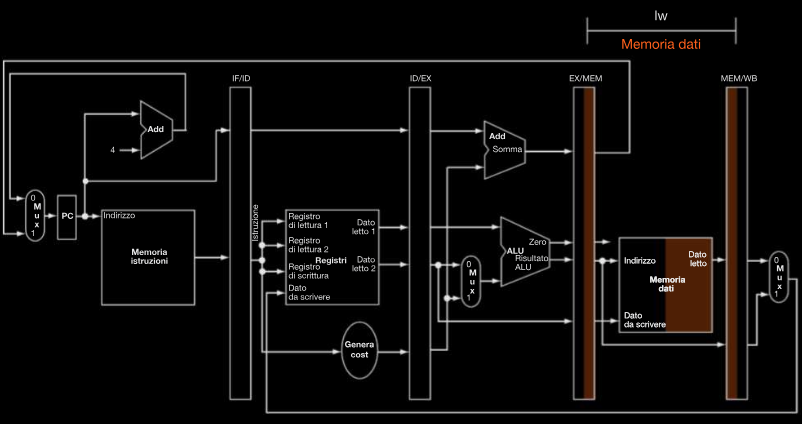 lw
Memoria dati
IF/ID
ID/EX
EX/MEM
MEM/WB
Add
4
Add
Somma
0
M
u
x
1
PC
Indirizzo
Memoria
istruzioni
Istruzione
Registro
di lettura 1
Registro
di lettura 2
Registri
Registro
di scrittura
Dato
da scrivere
Dato
letto 1
Dato
letto 2
Genera
cost
0
M
u
x
1
ALU
Zero
Risultato
ALU
Indirizzo
Dato
letto
Memoria
dati
Dato
da scrivere
0
M
u
x
1